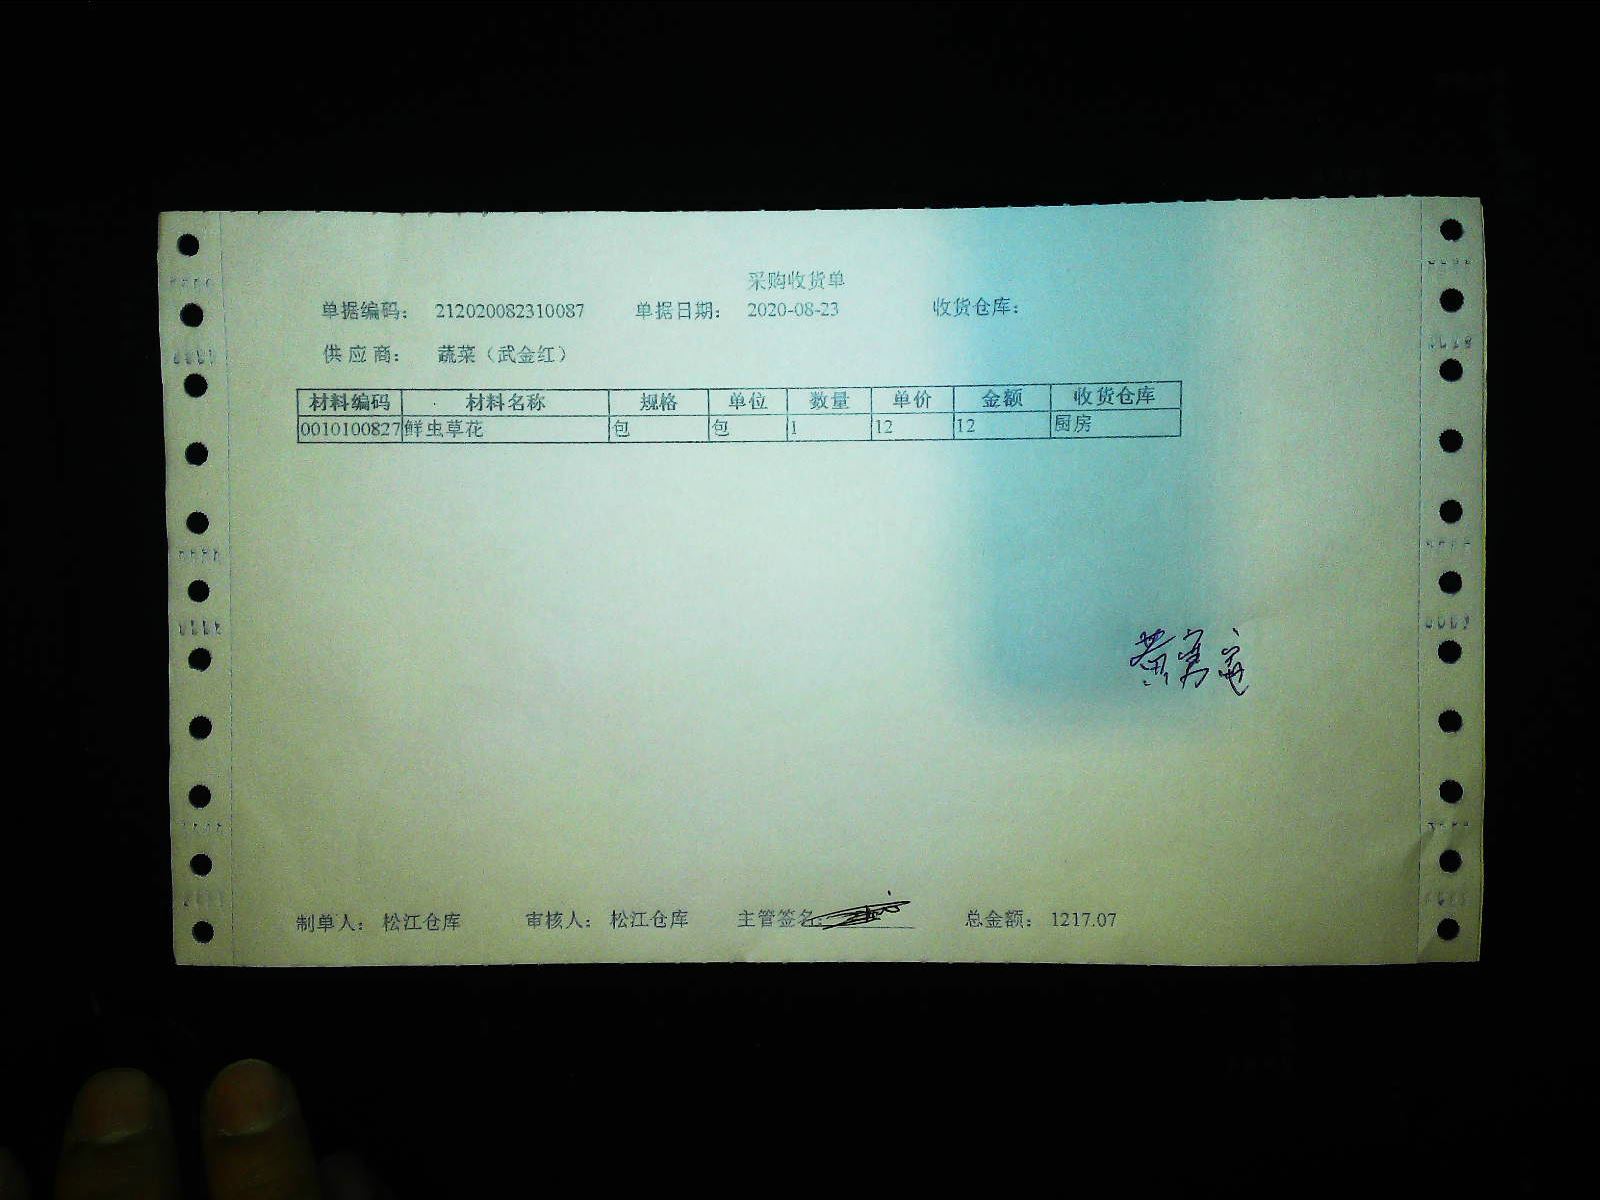 采购收货单
单据编码： 212020082310087 单据日期： 2020-08-23 收货仓库：
供应商： 蔬菜（武金红）
材料编码 材料名称 规格 单位 数量 单价 金额 收货仓库
0010100827 鲜虫草花 包 包 1 12 12 厨房
制单人： 松江仓库 审核人： 松江仓库 主管签名： 总金额： 1217.07